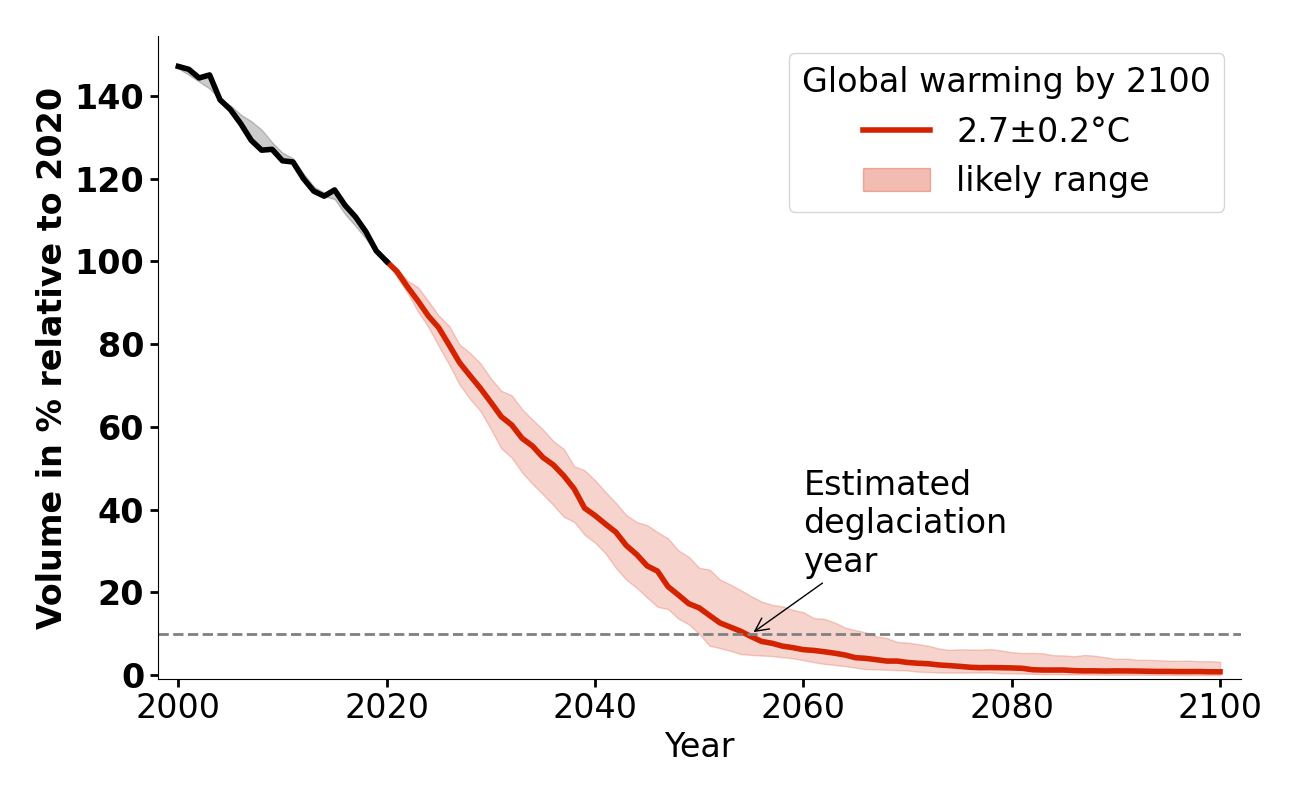 Volume in % relative to 2020
140
120
100
80
60
40
20
0
Global warming by 2100
2.7±0.2°C
likely range
Estimated
deglaciation
year
2000
2020
2040
2060
2080
2100
Year